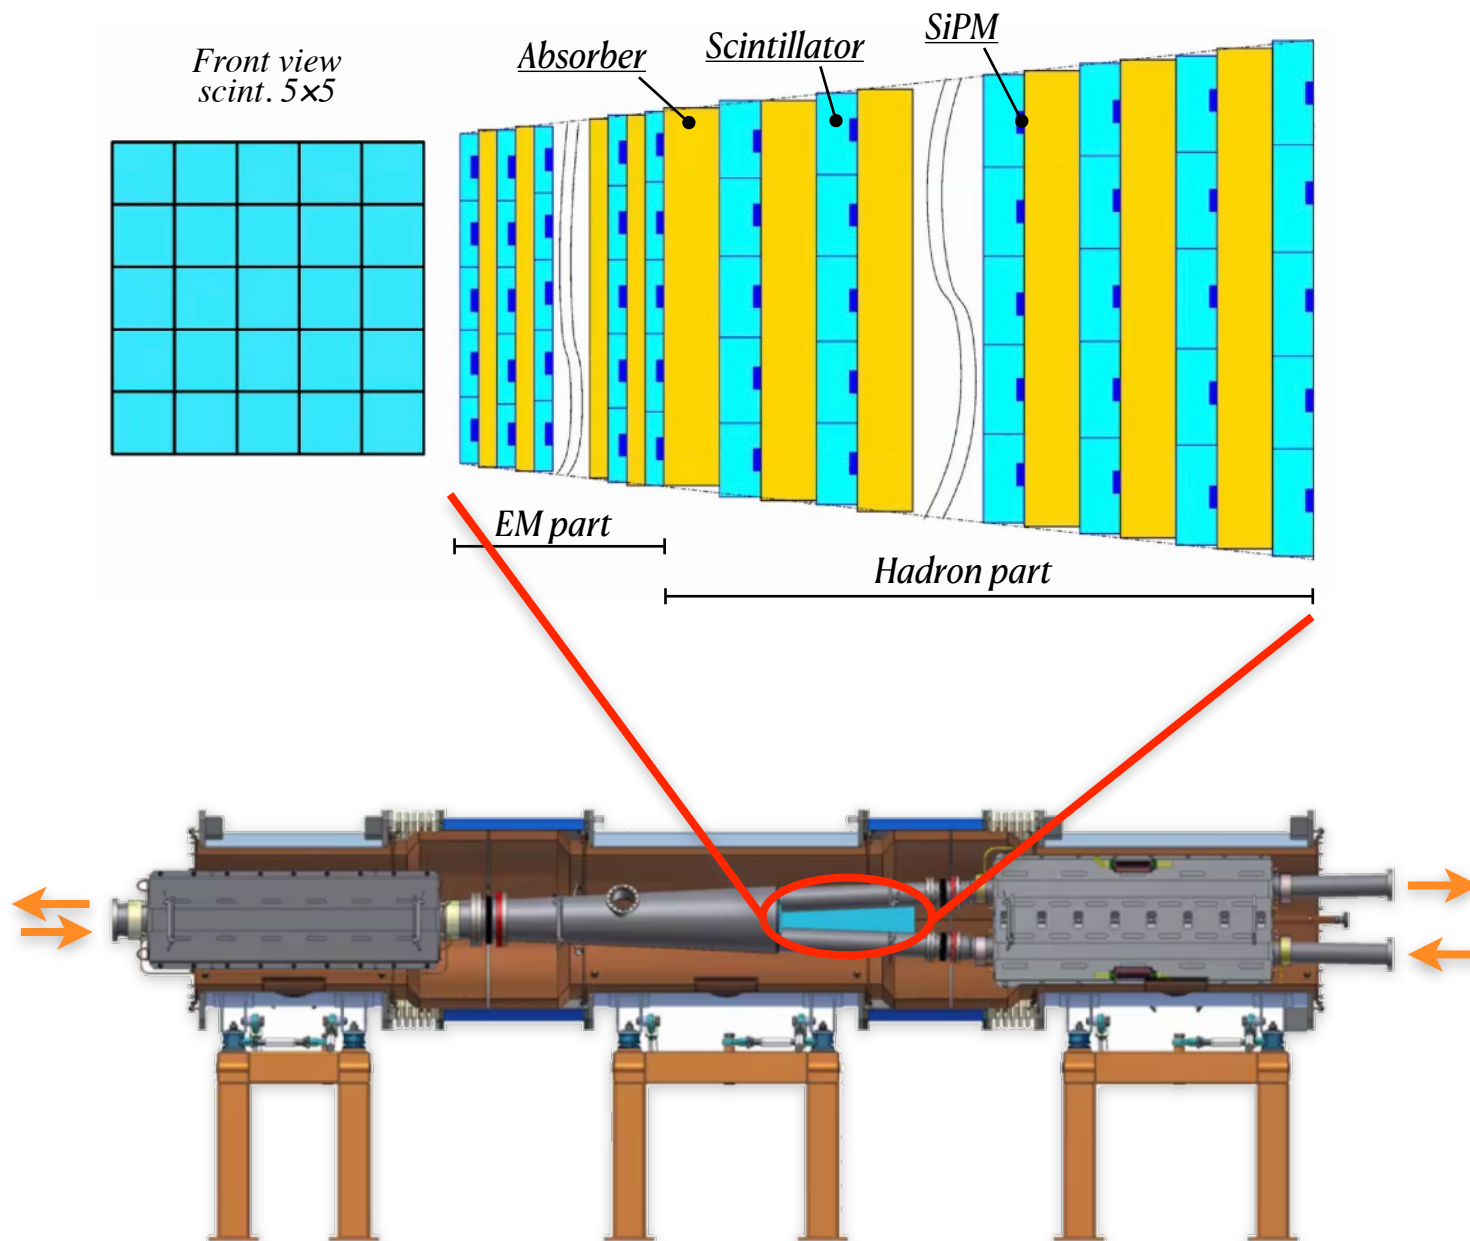 Front view
scint. 5×5
Absorber
Scintillator
SiPM
EM part
Hadron part